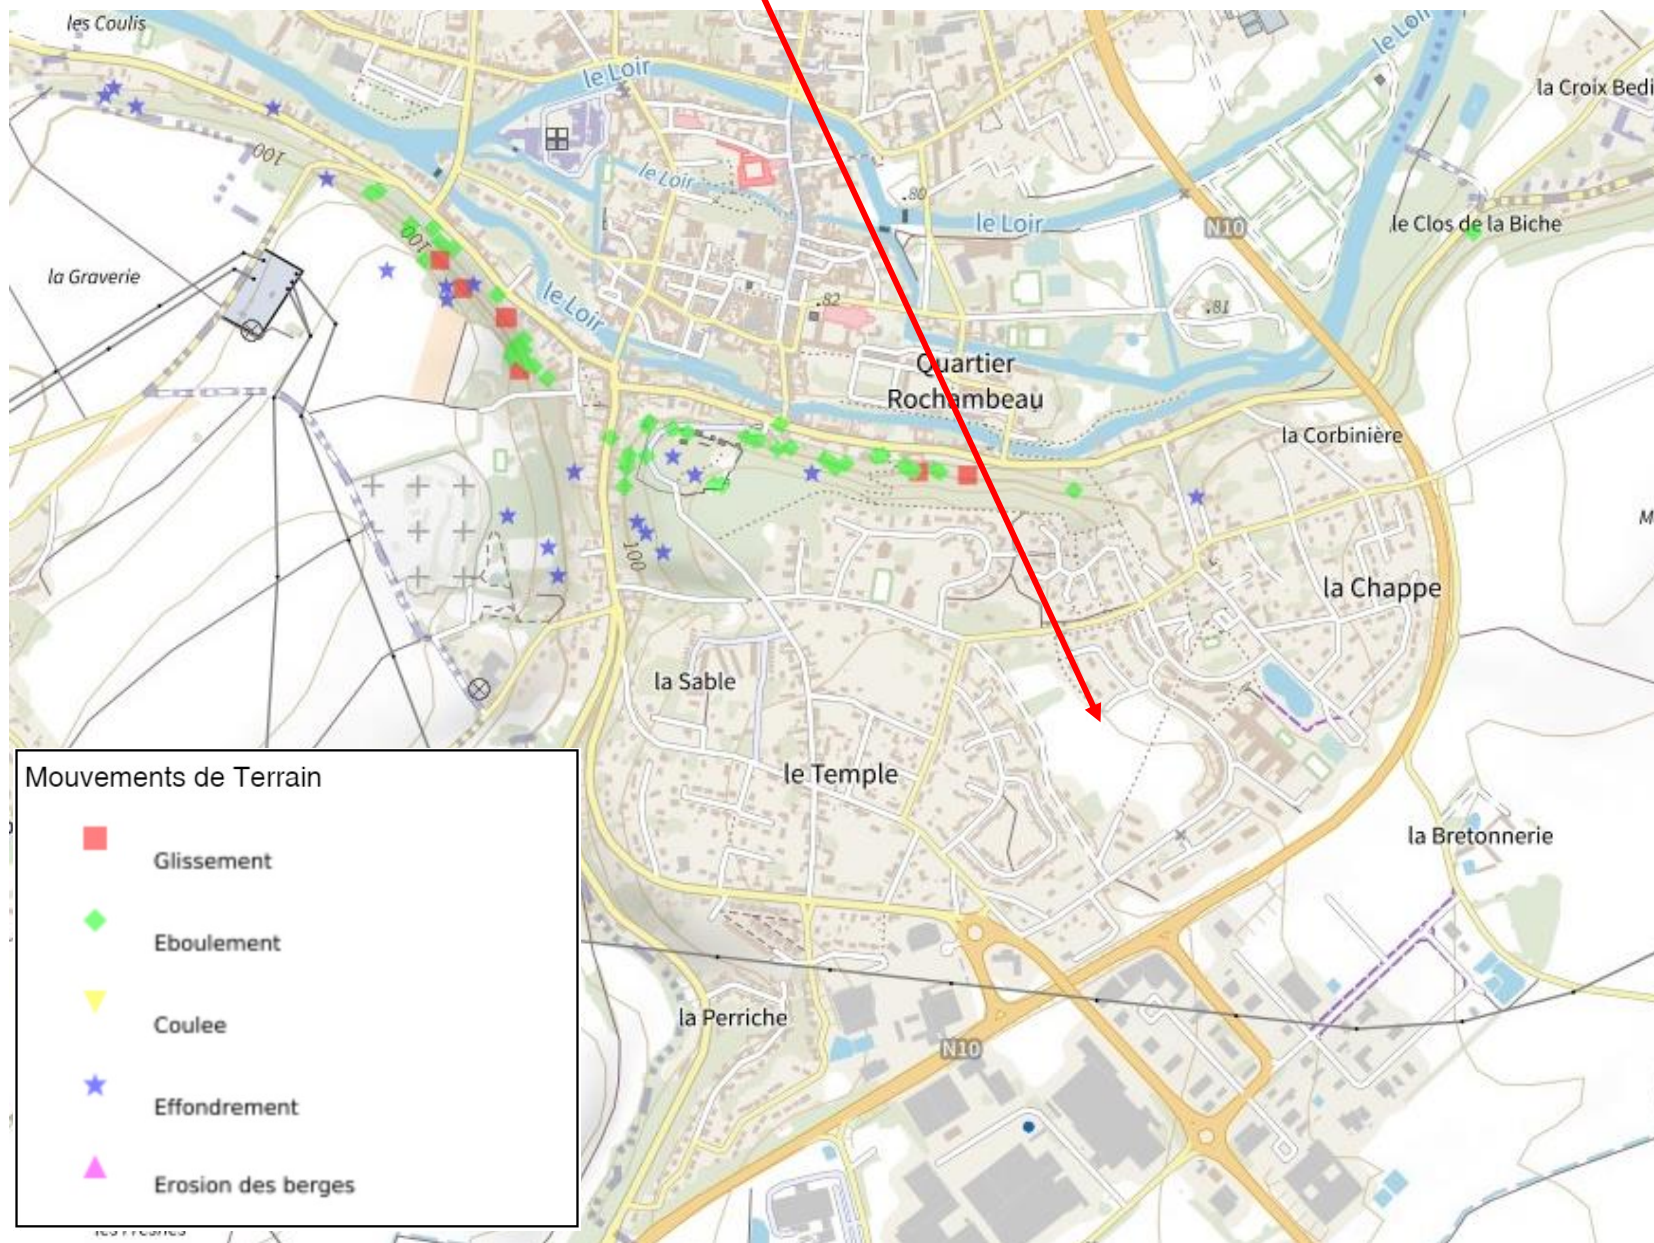 les Coulis
le Loir
le Loir
la Croix Bedi
100
le Loir
.80
le Loir
N10
le Clos de la Biche
100
la Graverie
le Loir
.82
.81
Quartier
Rochambeau
la Corbinière
M
100
la Chappe
la Sable
le Temple
la Bretonnerie
la Perriche
N10
Mouvements de Terrain
Glissement
Eboulement
Coulee
Effondrement
Erosion des berges